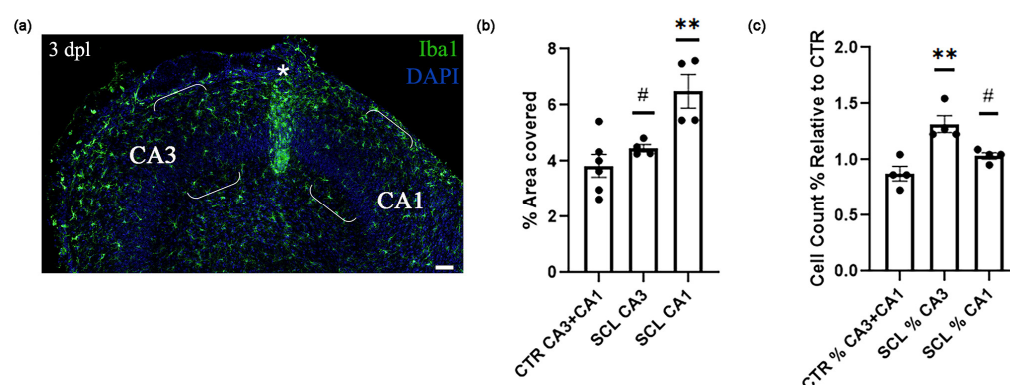 (a)
3 dpl
Iba1
DAPI
*
CA3
CA1
(b)
% Area covered
8
6
4
2
0
#
**
CTR CA3+CA1
SCL CA3
SCL CA1
(c)
Cell Count % Relative to CTR
2.0
1.5
1.0
0.5
0.0
**
#
CTR % CA3+CA1
SCL % CA3
SCL % CA1